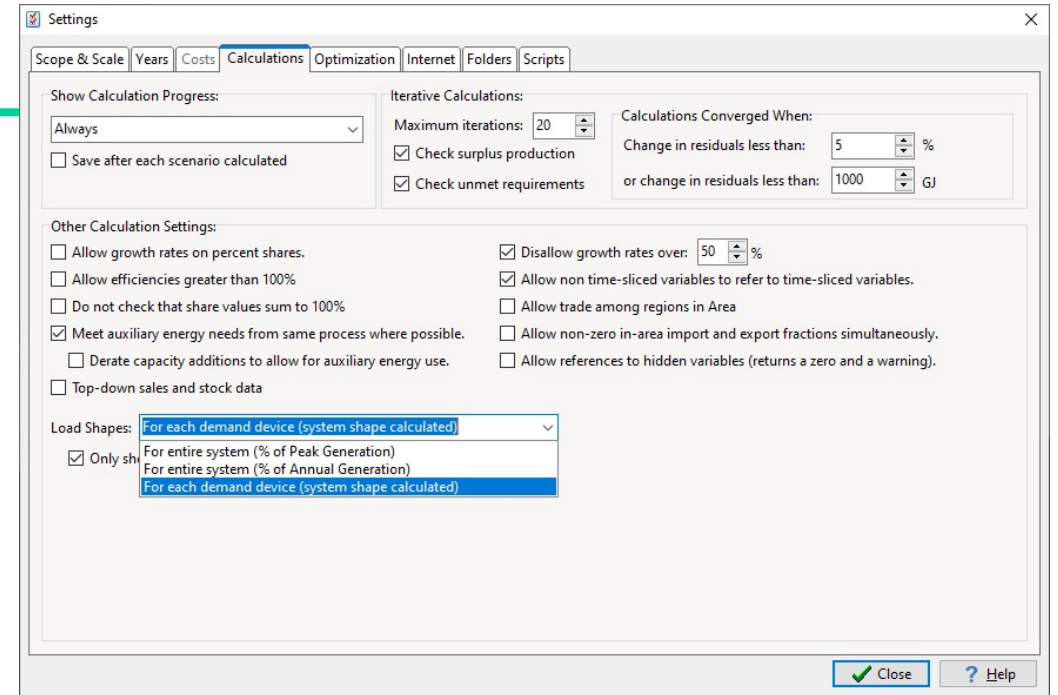 Settings
Scope & Scale Years Costs Calculations Optimization Internet Folders Scripts
Show Calculation Progress:
Always
Save after each scenario calculated
Iterative Calculations:
Maximum iterations: 20
Check surplus production
Check unmet requirements
Calculations Converged When:
Change in residuals less than: 5 %
or change in residuals less than: 1000 GJ
Other Calculation Settings:
Allow growth rates on percent shares.
Allow efficiencies greater than 100%
Do not check that share values sum to 100%
Meet auxiliary energy needs from same process where possible.
Derate capacity additions to allow for auxiliary energy use.
Top-down sales and stock data
Disallow growth rates over: 50 %
Allow non time-sliced variables to refer to time-sliced variables.
Allow trade among regions in Area
Allow non-zero in-area import and export fractions simultaneously.
Allow references to hidden variables (returns a zero and a warning).
Load Shapes: For each demand device (system shape calculated)
Only
For entire system (% of Peak Generation)
For entire system (% of Annual Generation)
For each demand device (system shape calculated)
Close ? Help